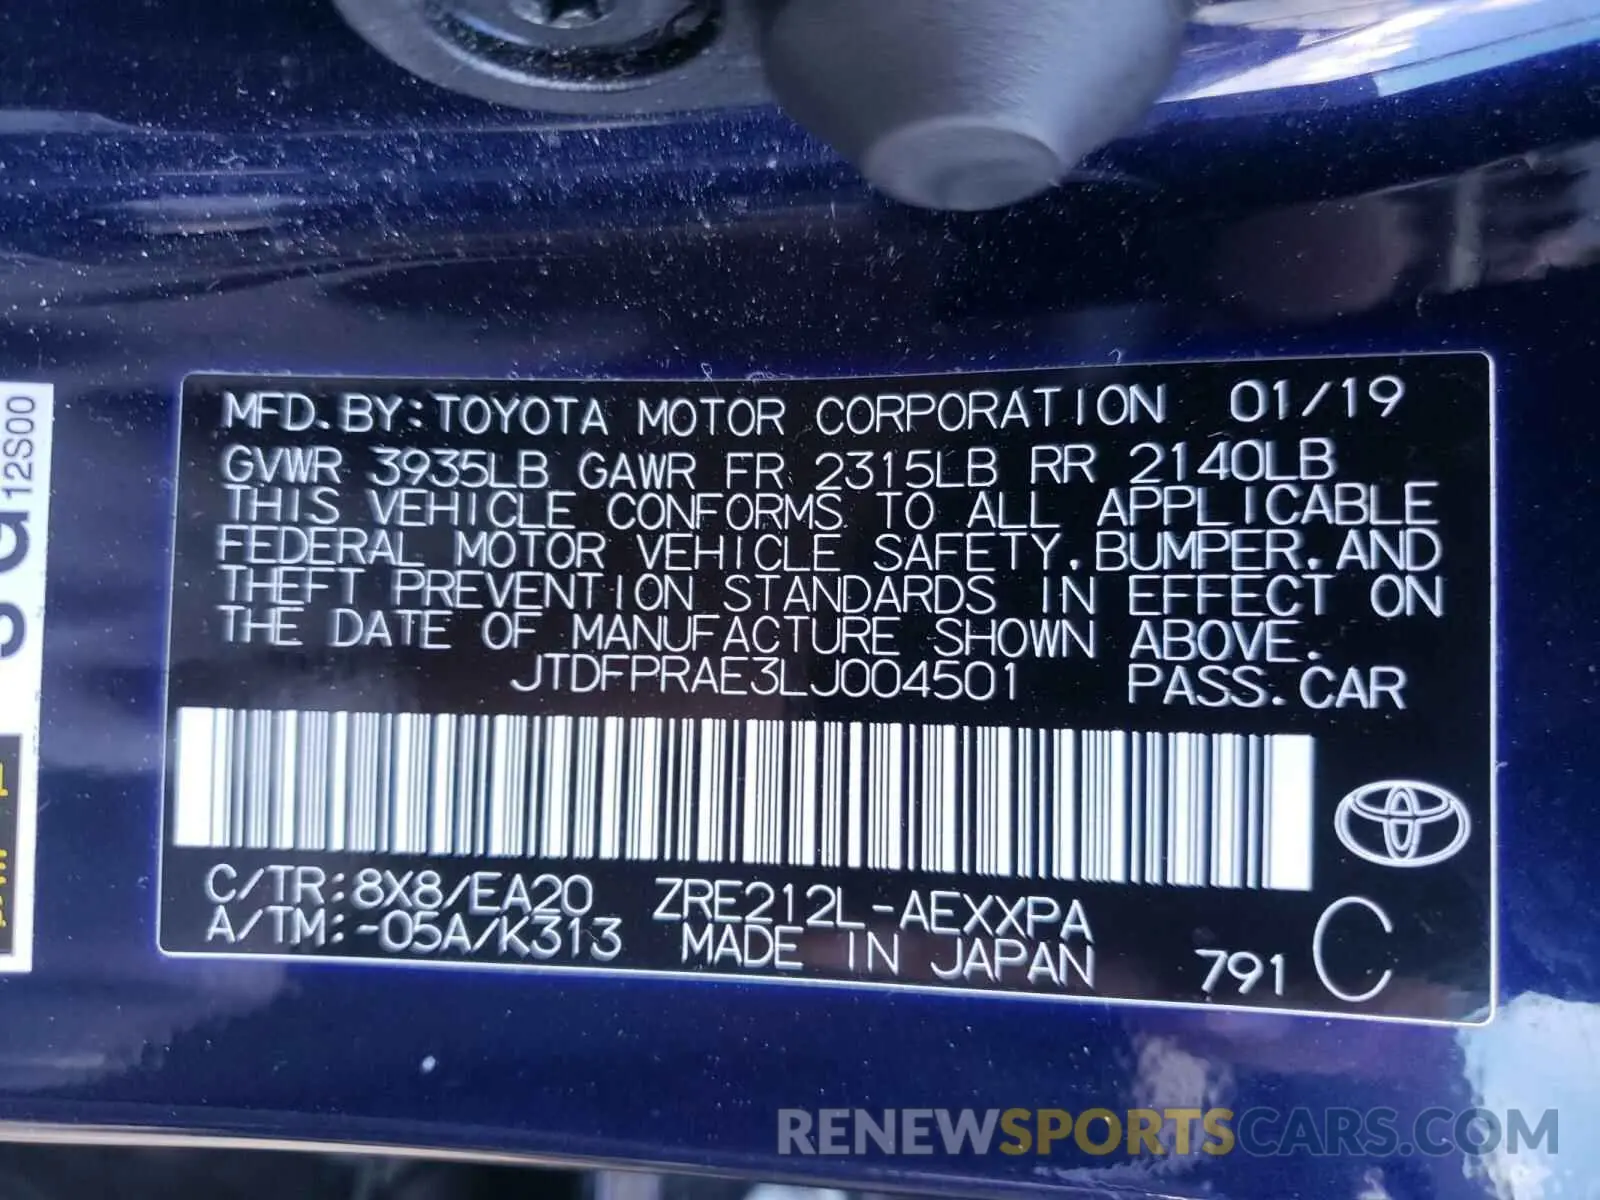 MFD.BY:TOYOTA MOTOR CORPORATION 01/19
GVWR 3935LB GAWR FR 2315LB RR 2140LB
THIS VEHICLE CONFORMS TO ALL APPLICABLE
FEDERAL MOTOR VEHICLE SAFETY,BUMPER,AND
THEFT PREVENTION STANDARDS IN EFFECT ON
THE DATE OF MANUFACTURE SHOWN ABOVE.
JTDFPRAE3LJ004501 PASS.CAR
C/TR:8X8/EA20 ZRE212L-AEXXPA
A/TM:-05A/K313 MADE IN JAPAN 791 C
12S00
RENEWSPORTSCARS.COM